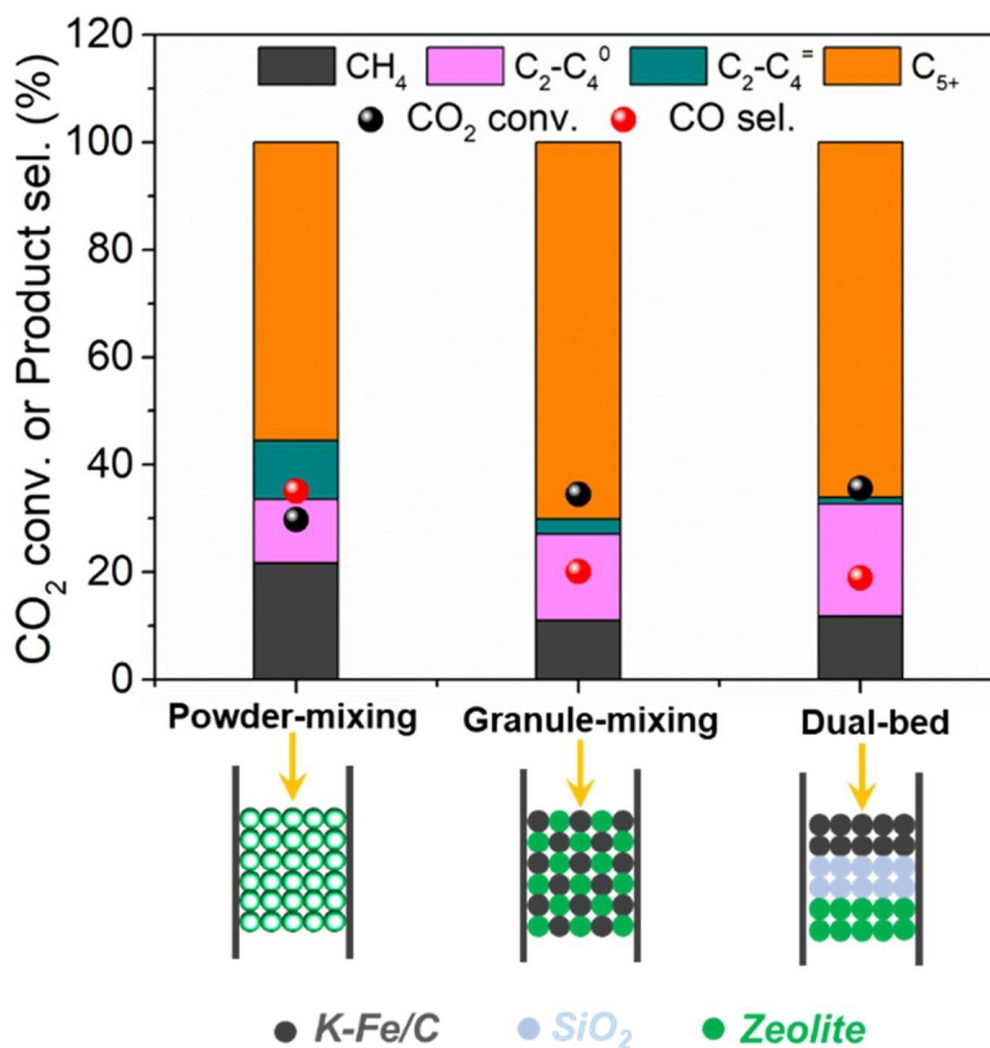 CO₂ conv. or Product sel. (%)
120
100
80
60
40
20
0
CH₄ C₂-C₄⁰ C₂-C₄⁼ C₅₊
CO₂ conv. CO sel.
Powder-mixing Granule-mixing Dual-bed
K-Fe/C SiO₂ Zeolite